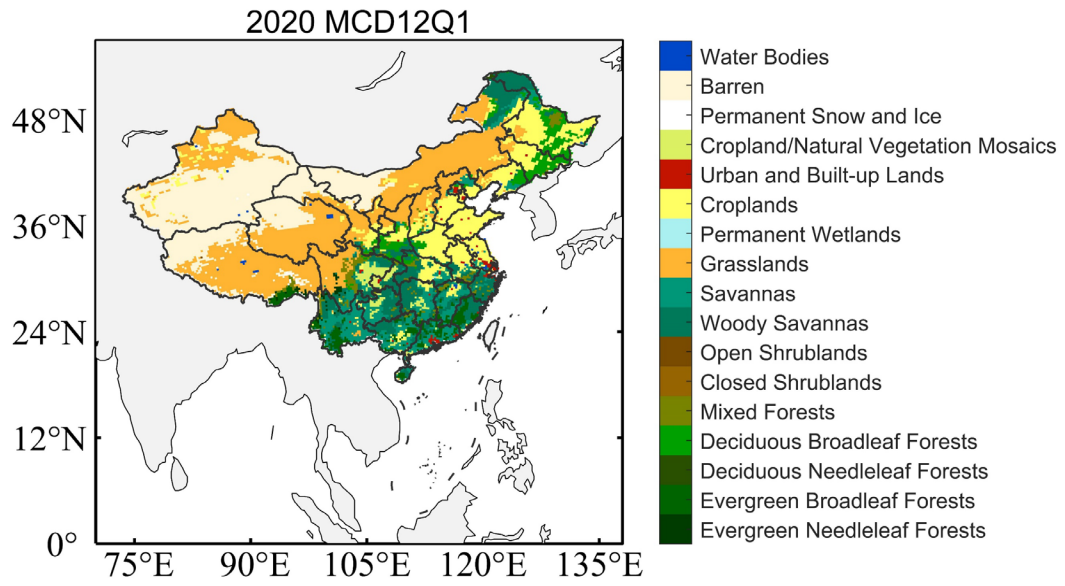 2020 MCD12Q1
48°N
36°N
24°N
12°N
0°
75°E
90°E
105°E
120°E
135°E
Water Bodies
Barren
Permanent Snow and Ice
Cropland/Natural Vegetation Mosaics
Urban and Built-up Lands
Croplands
Permanent Wetlands
Grasslands
Savannas
Woody Savannas
Open Shrublands
Closed Shrublands
Mixed Forests
Deciduous Broadleaf Forests
Deciduous Needleleaf Forests
Evergreen Broadleaf Forests
Evergreen Needleleaf Forests